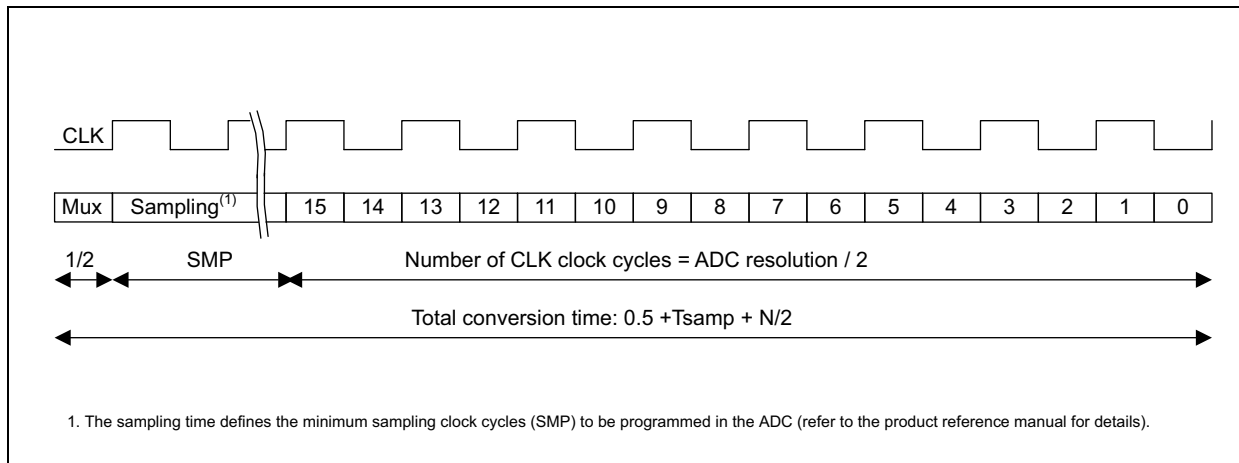 CLK
Mux Sampling(1) 15 14 13 12 11 10 9 8 7 6 5 4 3 2 1 0
1/2 SMP Number of CLK clock cycles = ADC resolution / 2
Total conversion time: 0.5 +Tsamp + N/2
1. The sampling time defines the minimum sampling clock cycles (SMP) to be programmed in the ADC (refer to the product reference manual for details).